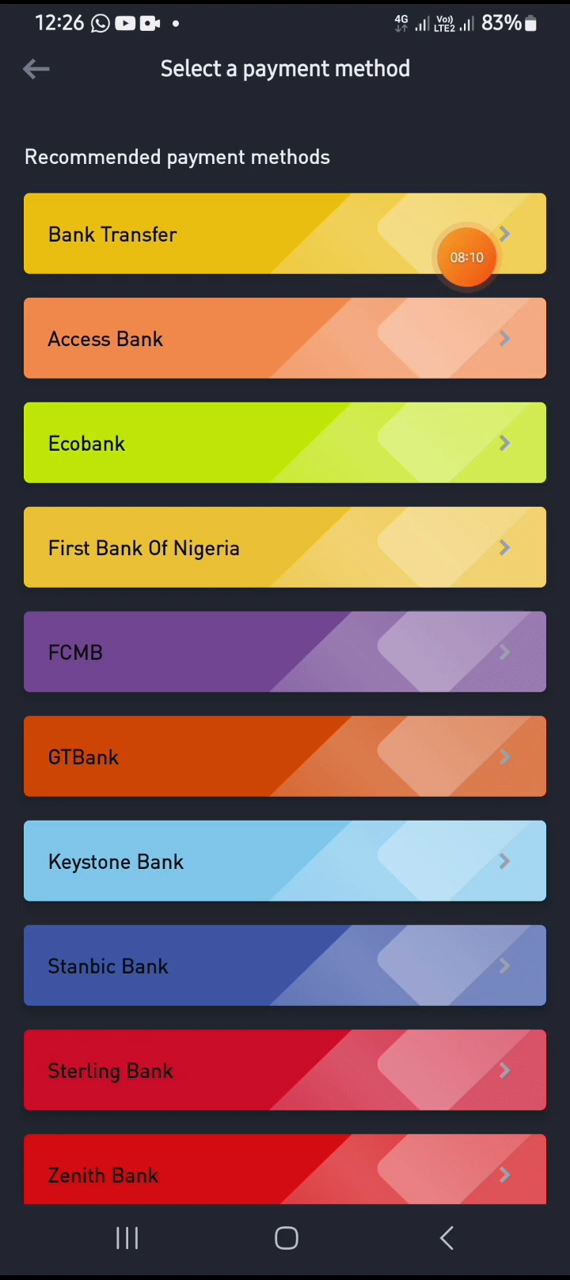 12:26
4G Vo)) LTE2 83%
Select a payment method
Recommended payment methods
Bank Transfer
08:10
Access Bank
Ecobank
First Bank Of Nigeria
FCMB
GTBank
Keystone Bank
Stanbic Bank
Sterling Bank
Zenith Bank